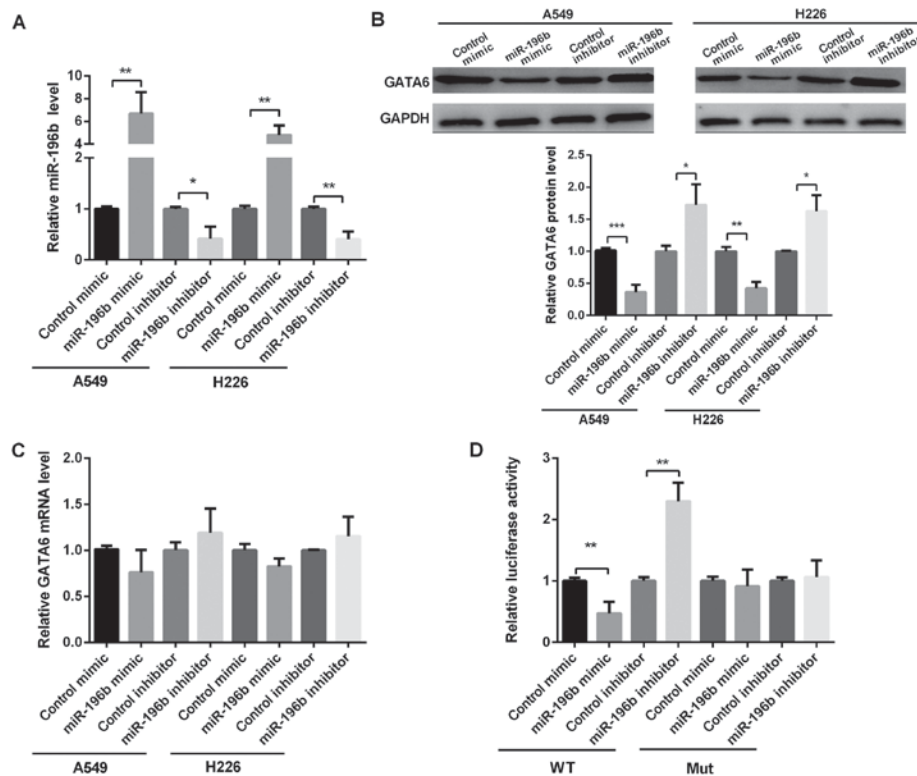 A
Relative miR-196b level
10
8
6
4
2
1
0
**
*
**
**
Control mimic
miR-196b mimic
Control inhibitor
miR-196b inhibitor
Control mimic
miR-196b mimic
Control inhibitor
miR-196b inhibitor
A549
H226
B
A549
H226
Control mimic
miR-196b mimic
Control inhibitor
miR-196b inhibitor
Control mimic
miR-196b mimic
Control inhibitor
miR-196b inhibitor
GATA6
GAPDH
Relative GATA6 protein level
2.5
2.0
1.5
1.0
0.5
0.0
***
*
**
*
Control mimic
miR-196b mimic
Control inhibitor
miR-196b inhibitor
Control mimic
miR-196b mimic
Control inhibitor
miR-196b inhibitor
A549
H226
C
Relative GATA6 mRNA level
2.0
1.5
1.0
0.5
0.0
Control mimic
miR-196b mimic
Control inhibitor
miR-196b inhibitor
Control mimic
miR-196b mimic
Control inhibitor
miR-196b inhibitor
A549
H226
D
Relative luciferase activity
3
2
1
0
**
**
Control mimic
miR-196b mimic
Control inhibitor
miR-196b inhibitor
Control mimic
miR-196b mimic
Control inhibitor
miR-196b inhibitor
WT
Mut